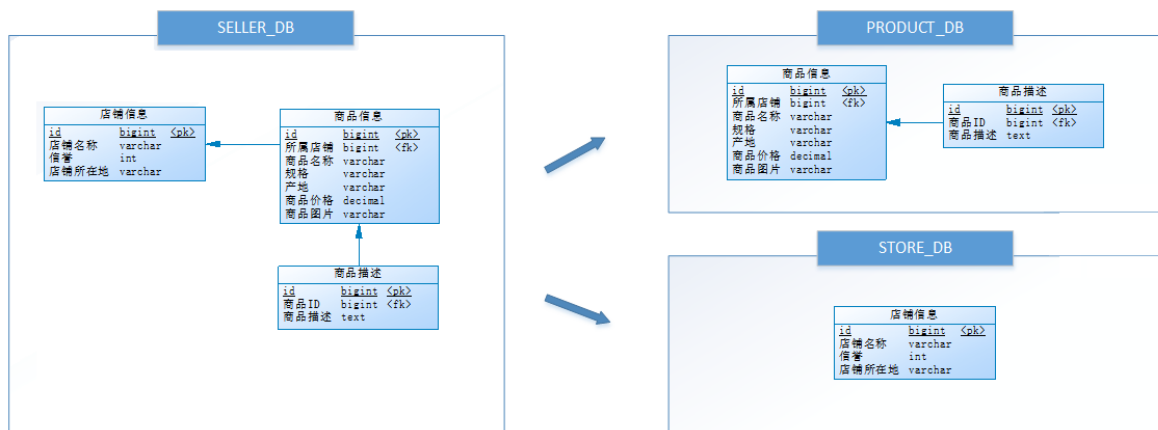 SELLER_DB
店铺信息
id bigint <pk>
店铺名称 varchar
信誉 int
店铺所在地 varchar
商品信息
id bigint <pk>
所属店铺 bigint <fk>
商品名称 varchar
规格 varchar
产地 varchar
商品价格 decimal
商品图片 varchar
商品描述
id bigint <pk>
商品ID bigint <fk>
商品描述 text
PRODUCT_DB
商品信息
id bigint <pk>
所属店铺 bigint <fk>
商品名称 varchar
规格 varchar
产地 varchar
商品价格 decimal
商品图片 varchar
商品描述
id bigint <pk>
商品ID bigint <fk>
商品描述 text
STORE_DB
店铺信息
id bigint <pk>
店铺名称 varchar
信誉 int
店铺所在地 varchar